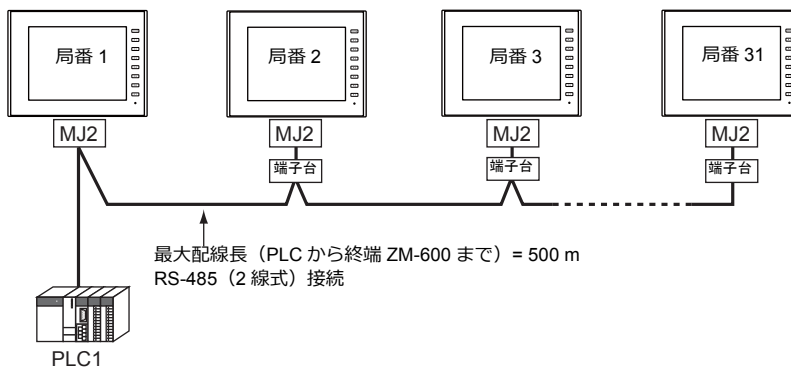 局番 1
局番 2
局番 3
局番 31
MJ2
MJ2
MJ2
MJ2
端子台
端子台
端子台
最大配線長（PLC から終端 ZM-600 まで）= 500 m
RS-485（2 線式）接続
PLC1